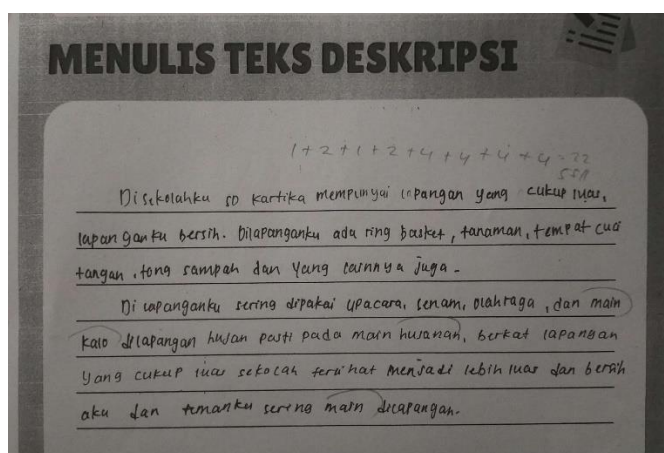 MENULIS TEKS DESKRIPSI
1+2+1+2+4+4+4+4=22
Disekolahku SD Kartika mempunyai lapangan yang cukup luas,
lapanganku bersih. Dilapanganku ada ring basket, tanaman, tempat cuci
tangan, tong sampah dan yang lainnya juga.
Di lapanganku sering dipakai upacara, senam, olahraga, dan main
kalo dilapangan hujan pasti pada main hujanan, berkat lapangan
yang cukup luas sekolah terlihat menjadi lebih luas dan bersih
aku dan temanku sering main dilapangan.